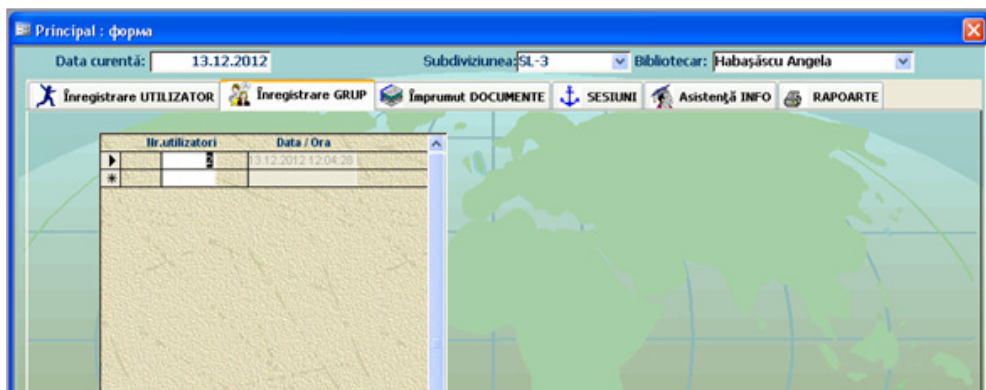 Principal : форма
Data curentă: 13.12.2012 Subdiviziunea: SL-3 Bibliotecar: Habaşăscu Angela
Înregistrare UTILIZATOR Înregistrare GRUP Împrumut DOCUMENTE SESIUNI Asistenţă INFO RAPOARTE
Nr.utilizatori Data / Ora
2 13.12.2012 12:04:28